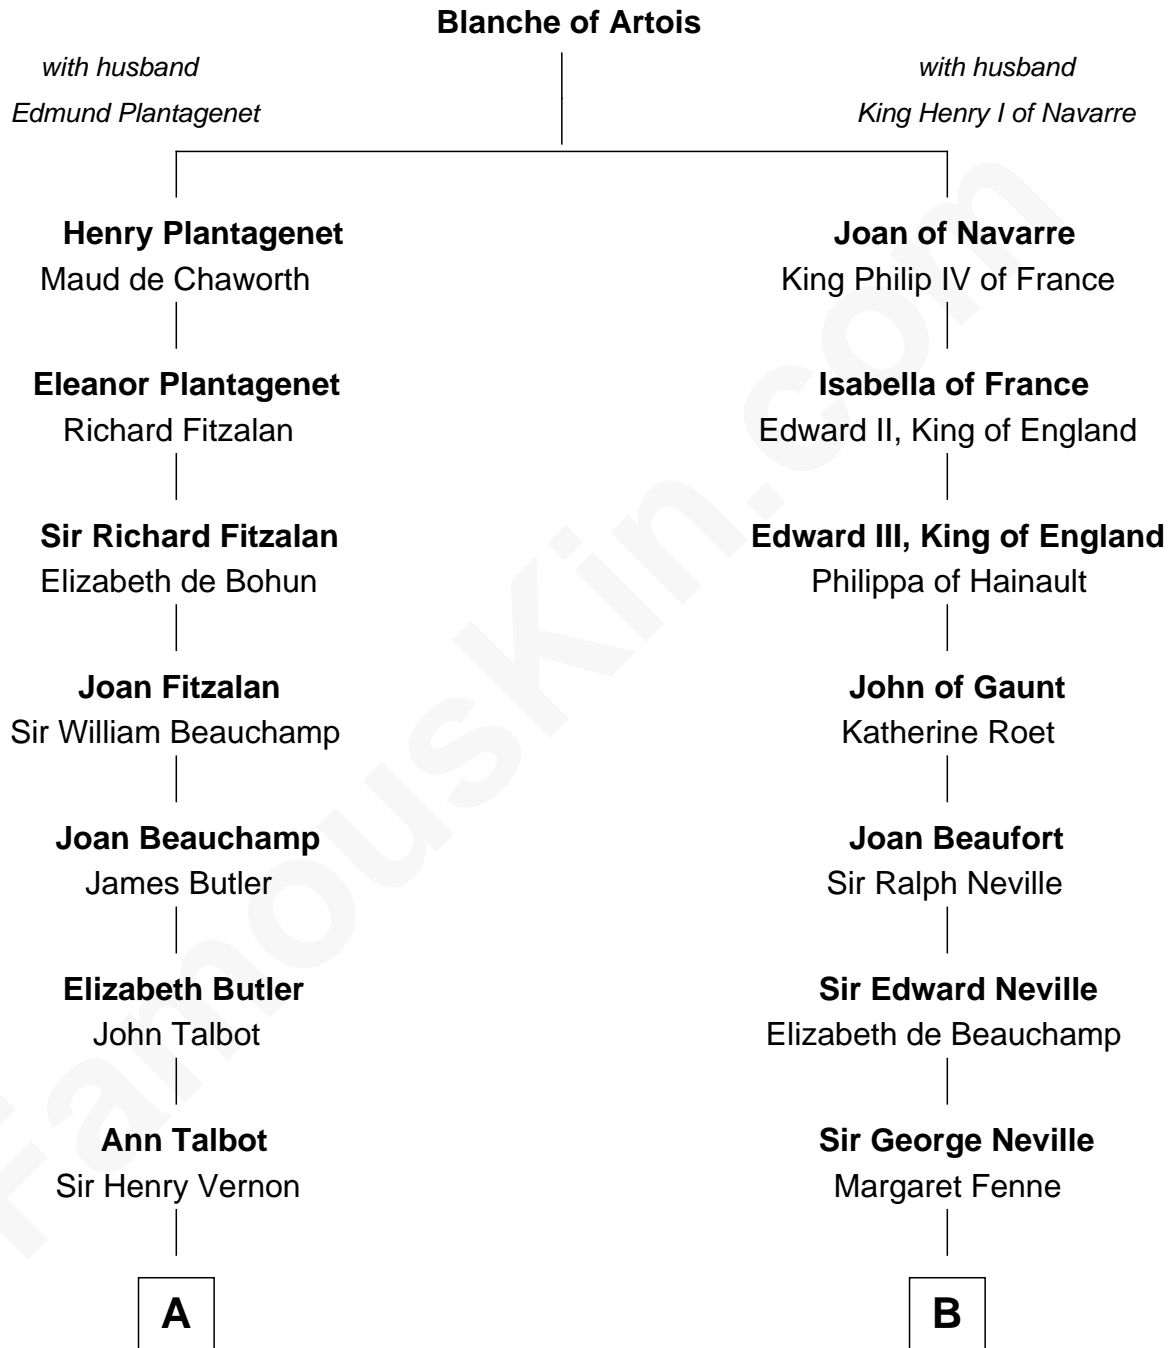 Blanche of Artois
with husband
Edmund Plantagenet
with husband
King Henry I of Navarre
Henry Plantagenet
Maud de Chaworth
Eleanor Plantagenet
Richard Fitzalan
Sir Richard Fitzalan
Elizabeth de Bohun
Joan Fitzalan
Sir William Beauchamp
Joan Beauchamp
James Butler
Elizabeth Butler
John Talbot
Ann Talbot
Sir Henry Vernon
A
Joan of Navarre
King Philip IV of France
Isabella of France
Edward II, King of England
Edward III, King of England
Philippa of Hainault
John of Gaunt
Katherine Roet
Joan Beaufort
Sir Ralph Neville
Sir Edward Neville
Elizabeth de Beauchamp
Sir George Neville
Margaret Fenne
B
FamousKin.com